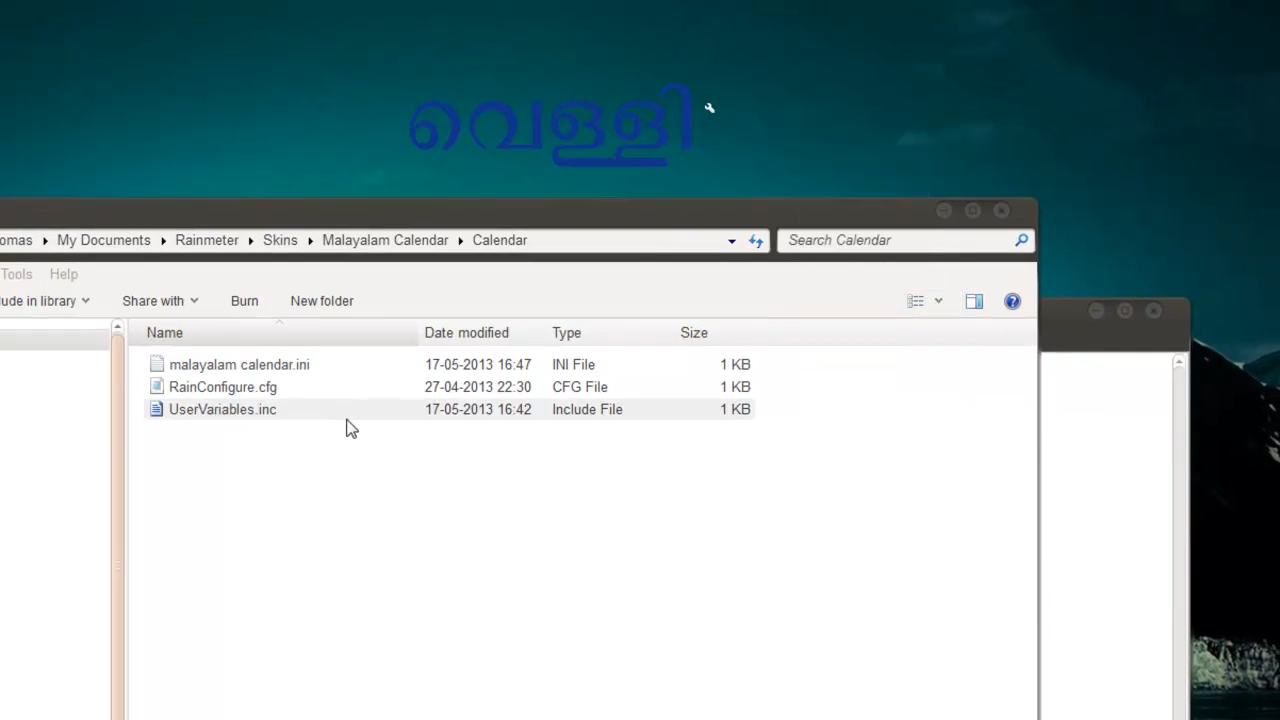 വെള്ളി
omas My Documents Rainmeter Skins Malayalam Calendar Calendar Search Calendar
Tools Help
ude in library Share with Burn New folder
Name Date modified Type Size
malayalam calendar.ini 17-05-2013 16:47 INI File 1 KB
RainConfigure.cfg 27-04-2013 22:30 CFG File 1 KB
UserVariables.inc 17-05-2013 16:42 Include File 1 KB